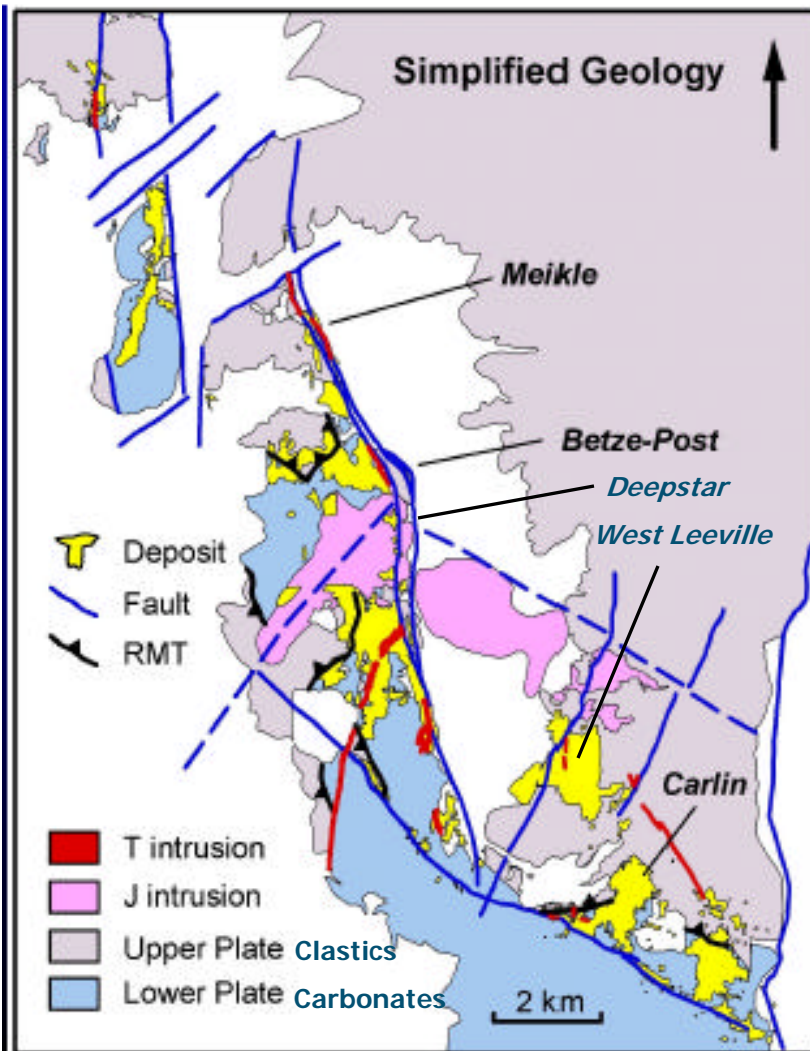 Simplified Geology
Meikle
Betze-Post
Deepstar
West Leeville
Deposit
Fault
RMT
Carlin
T intrusion
J intrusion
Upper Plate Clastics
Lower Plate Carbonates
2 km